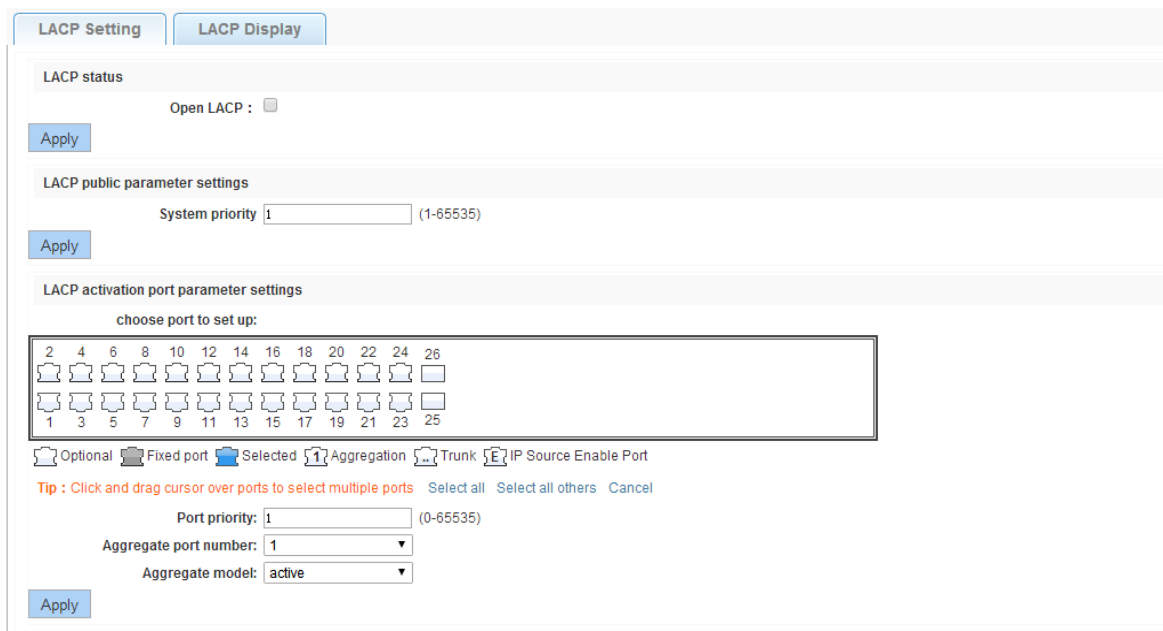 LACP Setting LACP Display
LACP status
Open LACP :
Apply
LACP public parameter settings
System priority 1 (1-65535)
Apply
LACP activation port parameter settings
choose port to set up:
2 4 6 8 10 12 14 16 18 20 22 24 26
1 3 5 7 9 11 13 15 17 19 21 23 25
Optional Fixed port Selected 1 Aggregation ... Trunk E IP Source Enable Port
Tip : Click and drag cursor over ports to select multiple ports Select all Select all others Cancel
Port priority: 1 (0-65535)
Aggregate port number: 1
Aggregate model: active
Apply